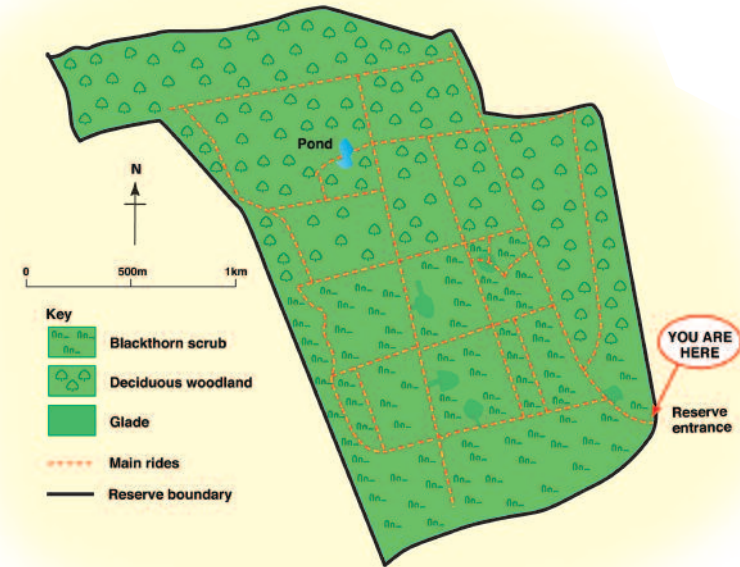 Pond
N
0
500m
1km
Key
Blackthorn scrub
Deciduous woodland
Glade
Main rides
Reserve boundary
YOU ARE
HERE
Reserve
entrance